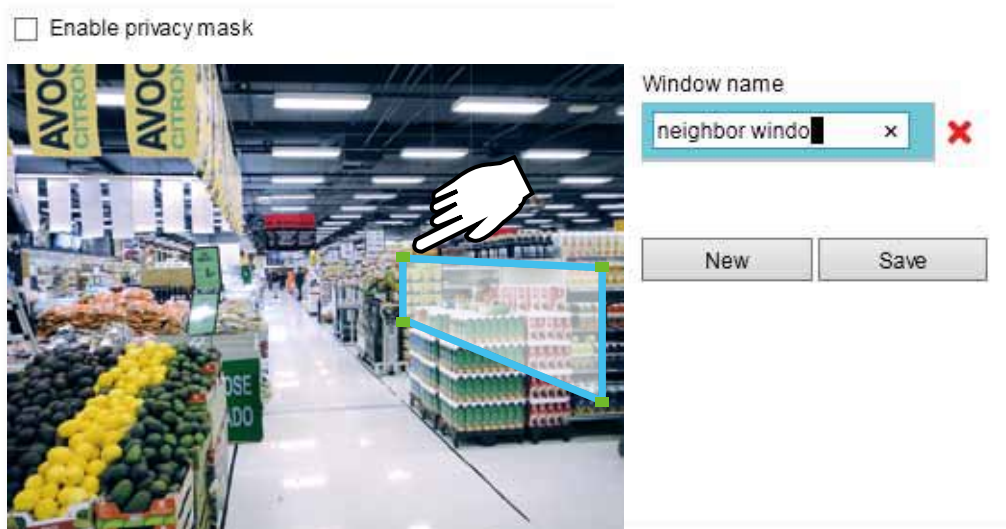 Enable privacy mask
Window name
neighbor windo
New
Save
AVOC
CITRON
AVOC
CITRON
OSE
ADO